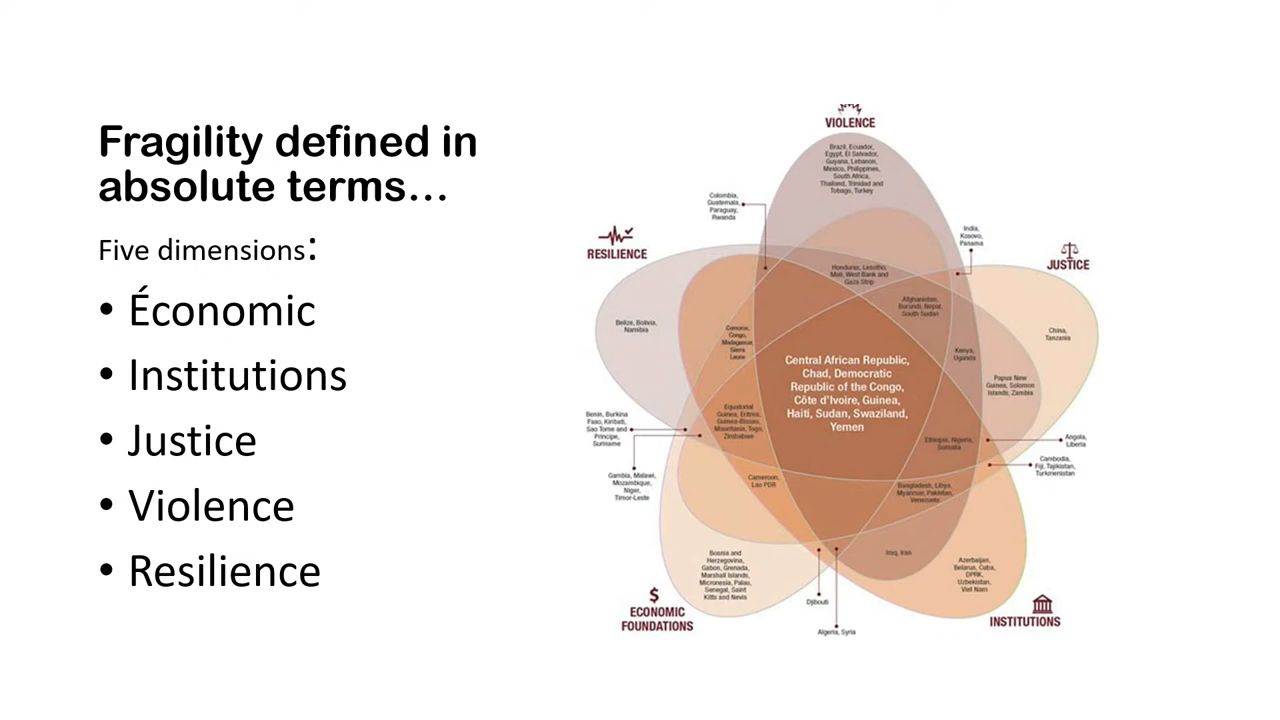 Fragility defined in
absolute terms…
Five dimensions:
• Économic
• Institutions
• Justice
• Violence
• Resilience
VIOLENCE
Brazil, Ecuador,
Egypt, El Salvador,
Guyana, Lebanon,
Mexico, Philippines,
South Africa,
Thailand, Trinidad and
Tobago, Turkey
Colombia,
Guatemala,
Paraguay,
Rwanda
India,
Kosovo,
Panama
RESILIENCE
JUSTICE
Honduras, Lesotho,
Mali, West Bank and
Gaza Strip
Afghanistan,
Burundi, Nepal,
South Sudan
Belize, Bolivia,
Namibia
Comoros,
Congo,
Madagascar,
Sierra
Leone
China,
Tanzania
Kenya,
Uganda
Central African Republic,
Chad, Democratic
Republic of the Congo,
Côte d'Ivoire, Guinea,
Haiti, Sudan, Swaziland,
Yemen
Papua New
Guinea, Solomon
Islands, Zambia
Benin, Burkina
Faso, Kiribati,
Sao Tome and
Principe,
Suriname
Equatorial
Guinea, Eritrea,
Guinea-Bissau,
Mauritania, Togo,
Zimbabwe
Ethiopia, Nigeria,
Somalia
Angola,
Liberia
Cambodia,
Fiji, Tajikistan,
Turkmenistan
Gambia, Malawi,
Mozambique,
Niger,
Timor-Leste
Cameroon,
Lao PDR
Bangladesh, Libya,
Myanmar, Pakistan,
Venezuela
Bosnia and
Herzegovina,
Gabon, Grenada,
Marshall Islands,
Micronesia, Palau,
Senegal, Saint
Kitts and Nevis
Iraq, Iran
Azerbaijan,
Belarus, Cuba,
DPRK,
Uzbekistan,
Viet Nam
$
ECONOMIC
FOUNDATIONS
Djibouti
INSTITUTIONS
Algeria, Syria